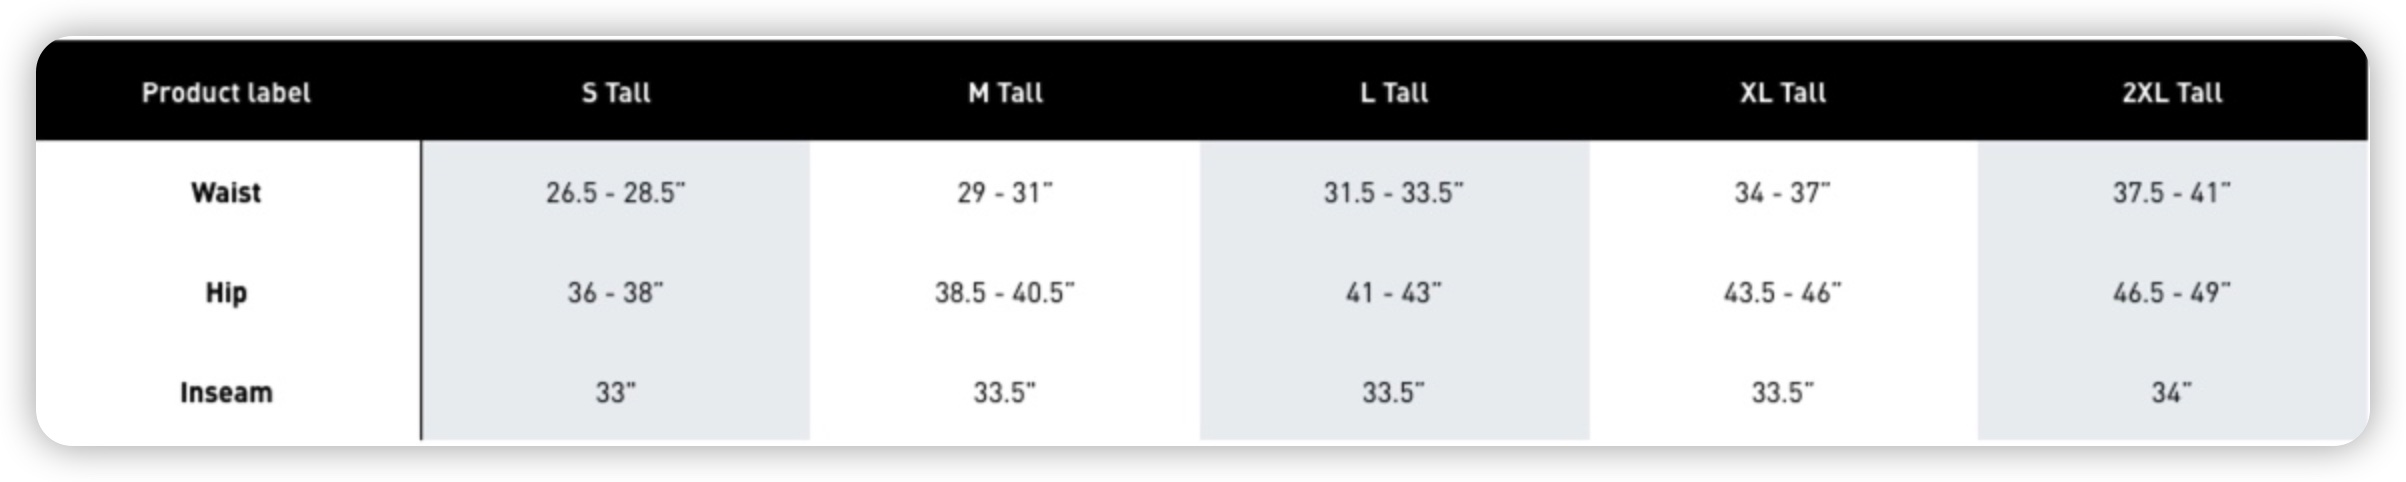 Product label S Tall M Tall L Tall XL Tall 2XL Tall
Waist 26.5 - 28.5” 29 - 31” 31.5 - 33.5” 34 - 37” 37.5 - 41”
Hip 36 - 38” 38.5 - 40.5” 41 - 43” 43.5 - 46” 46.5 - 49”
Inseam 33” 33.5" 33.5” 33.5” 34”